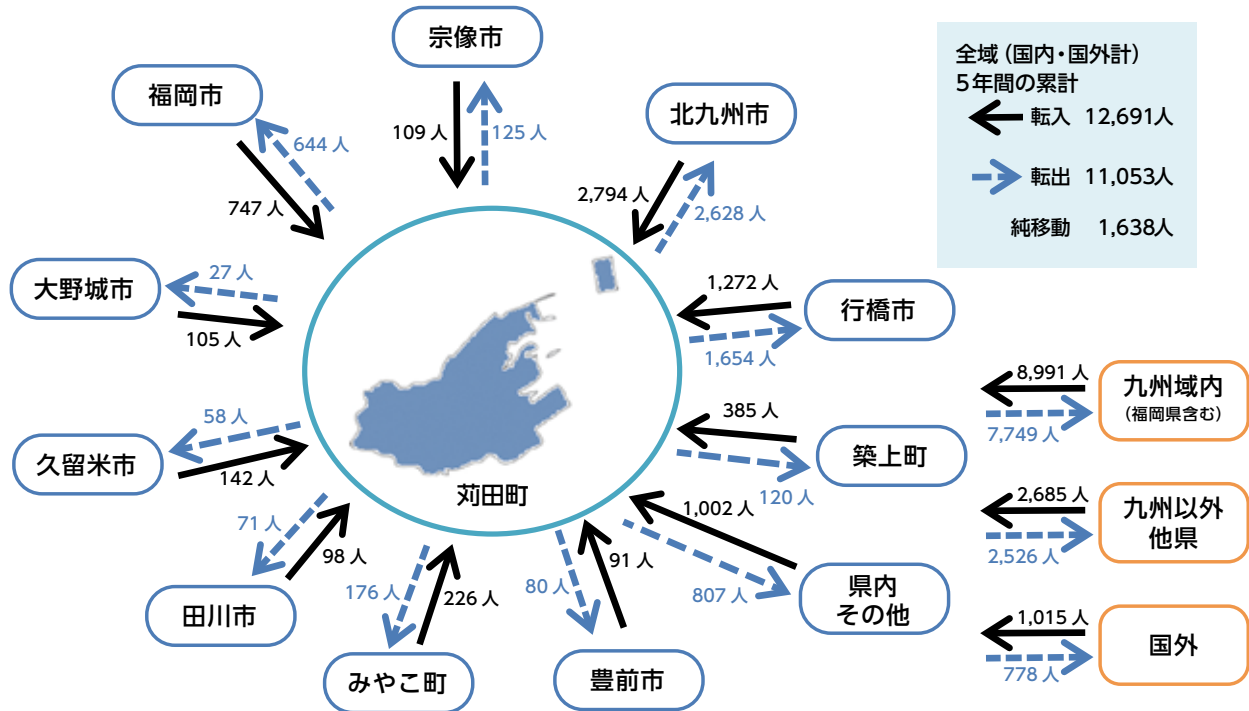 宗像市
109 人
125 人
福岡市
644 人
747 人
北九州市
2,794 人
2,628 人
全域（国内・国外計）
5年間の累計
転入 12,691人
転出 11,053人
純移動 1,638人
大野城市
27 人
105 人
行橋市
1,272 人
1,654 人
久留米市
58 人
142 人
築上町
385 人
120 人
苅田町
田川市
71 人
98 人
みやこ町
176 人
226 人
豊前市
80 人
91 人
県内
その他
1,002 人
807 人
九州域内
（福岡県含む）
8,991 人
7,749 人
九州以外
他県
2,685 人
2,526 人
国外
1,015 人
778 人